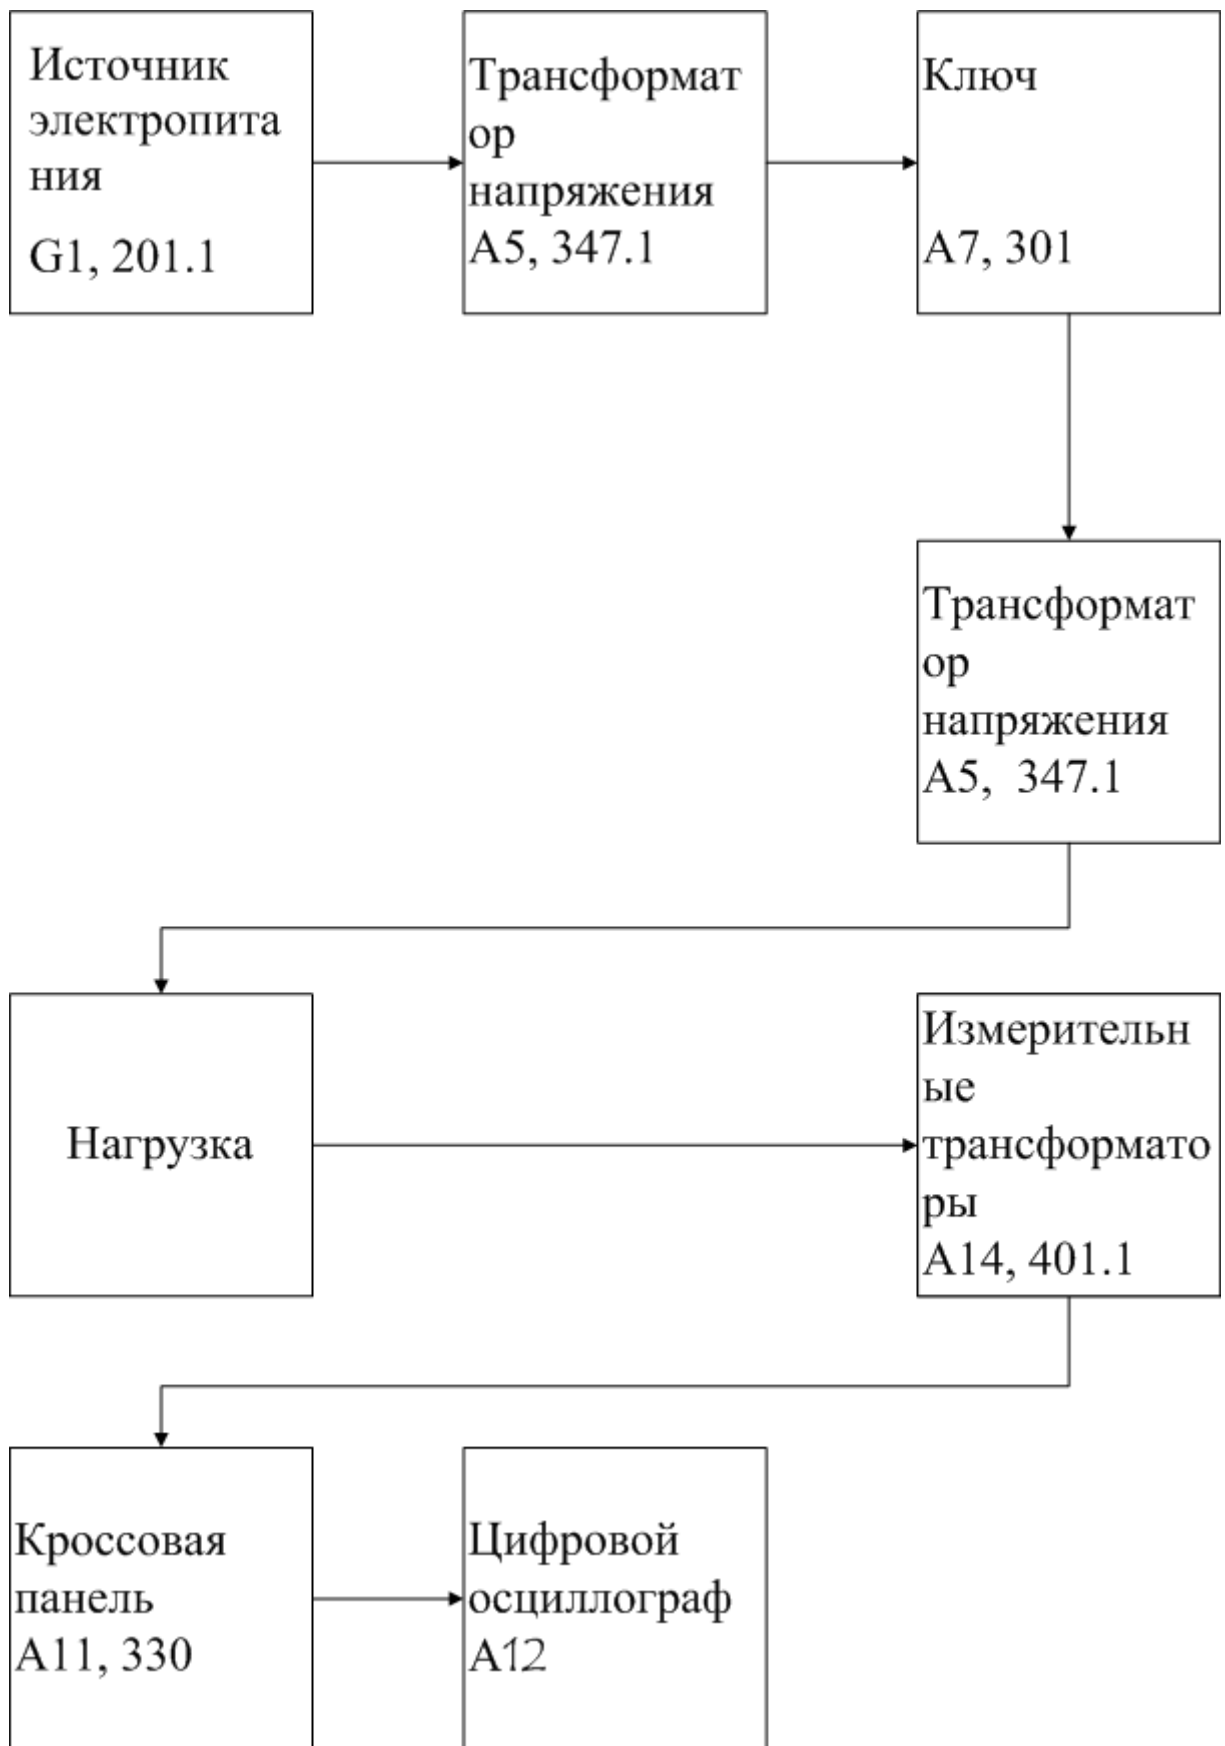 Источник
электропита
ния
G1, 201.1
Трансформат
ор
напряжения
А5, 347.1
Ключ
А7, 301
Трансформат
ор
напряжения
А5, 347.1
Нагрузка
Измерительн
ые
трансформато
ры
А14, 401.1
Кроссовая
панель
А11, 330
Цифровой
осциллограф
А12